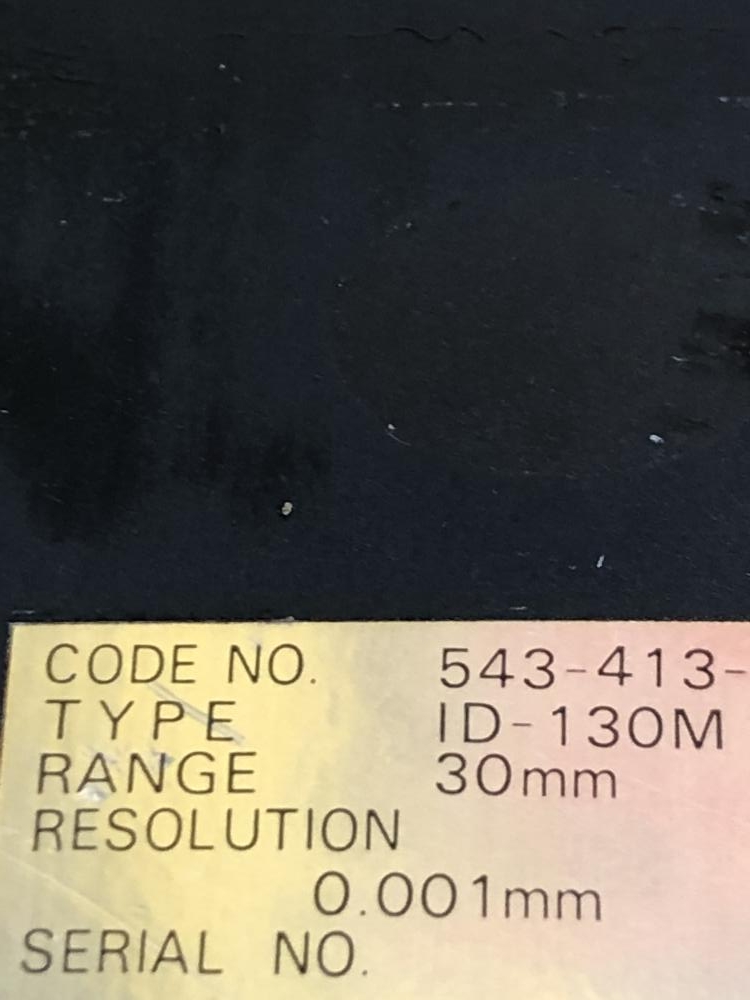 CODE NO. 543-413-
TYPE ID-130M
RANGE 30mm
RESOLUTION
0.001mm
SERIAL NO.